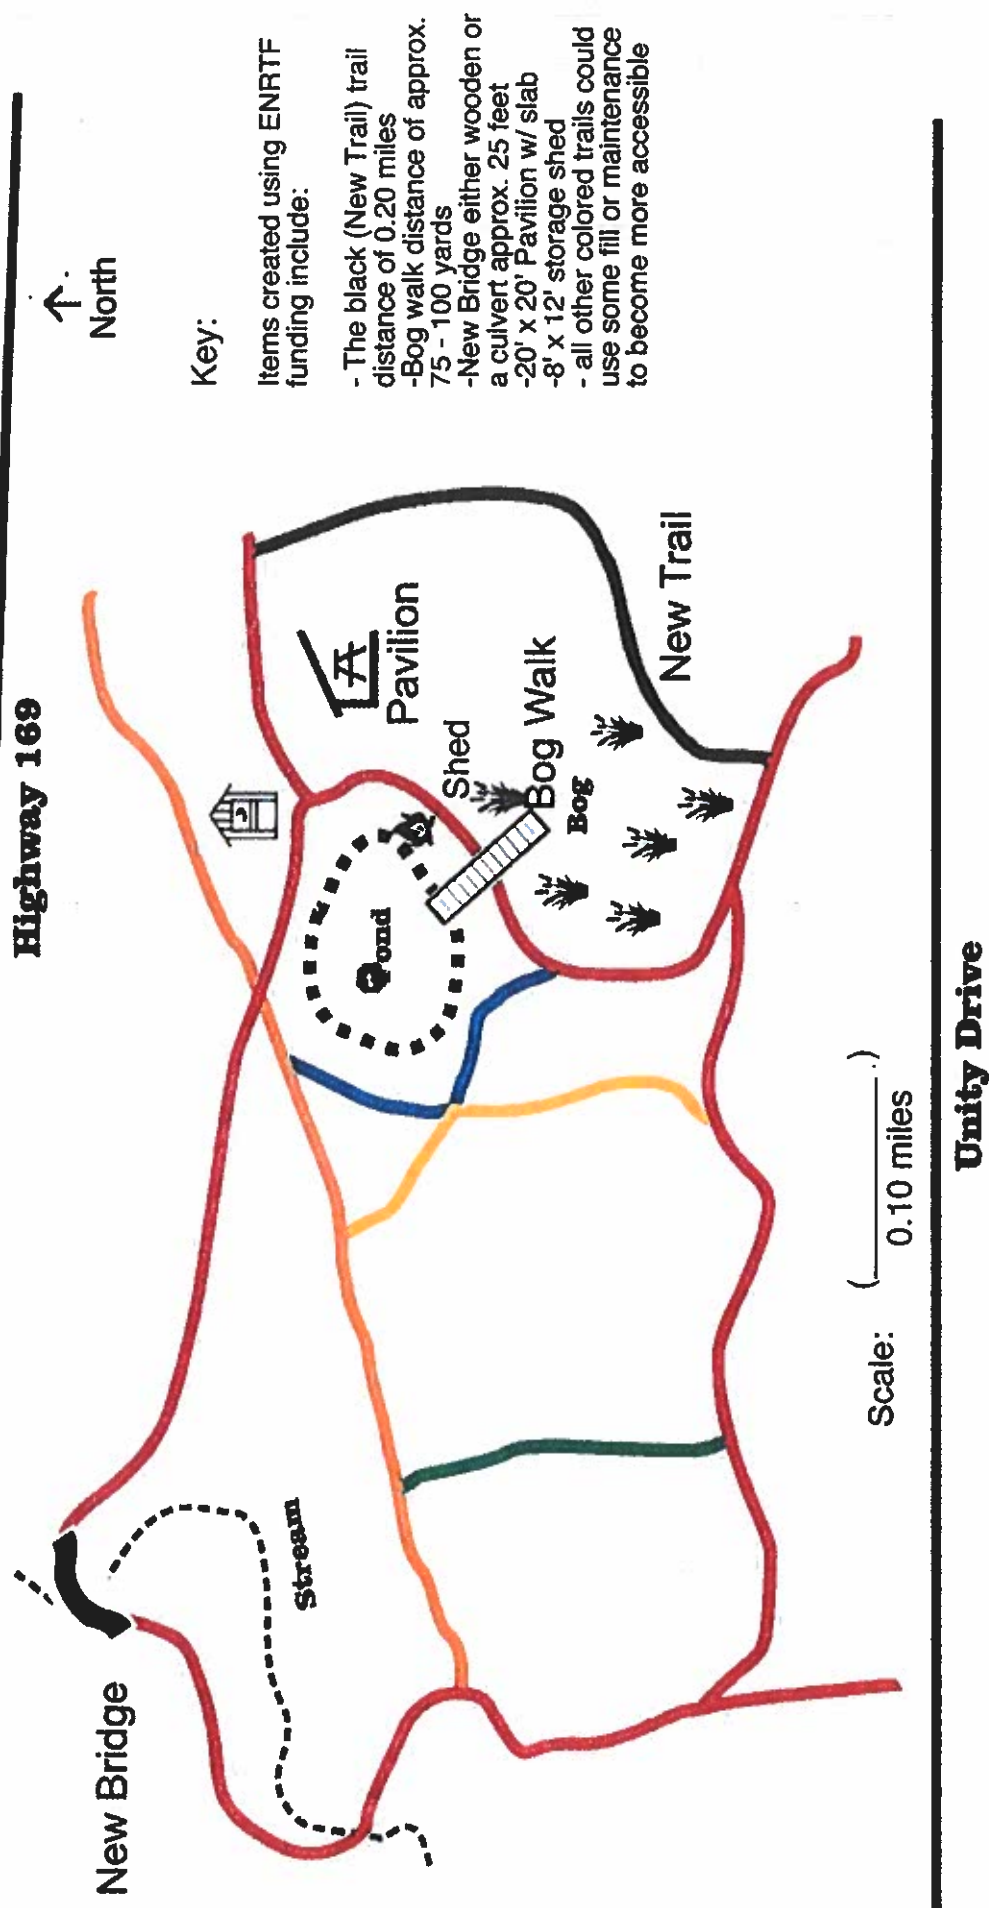 Highway 169
North
Key:
Items created using ENRTF
funding include:
- The black (New Trail) trail
distance of 0.20 miles
-Bog walk distance of approx.
75 - 100 yards
-New Bridge either wooden or
a culvert approx. 25 feet
-20' x 20' Pavilion w/ slab
-8' x 12' storage shed
- all other colored trails could
use some fill or maintenance
to become more accessible
New Bridge
Stream
Pond
Pavilion
Shed
Bog Walk
Bog
New Trail
Scale:
(______.)
0.10 miles
Unity Drive